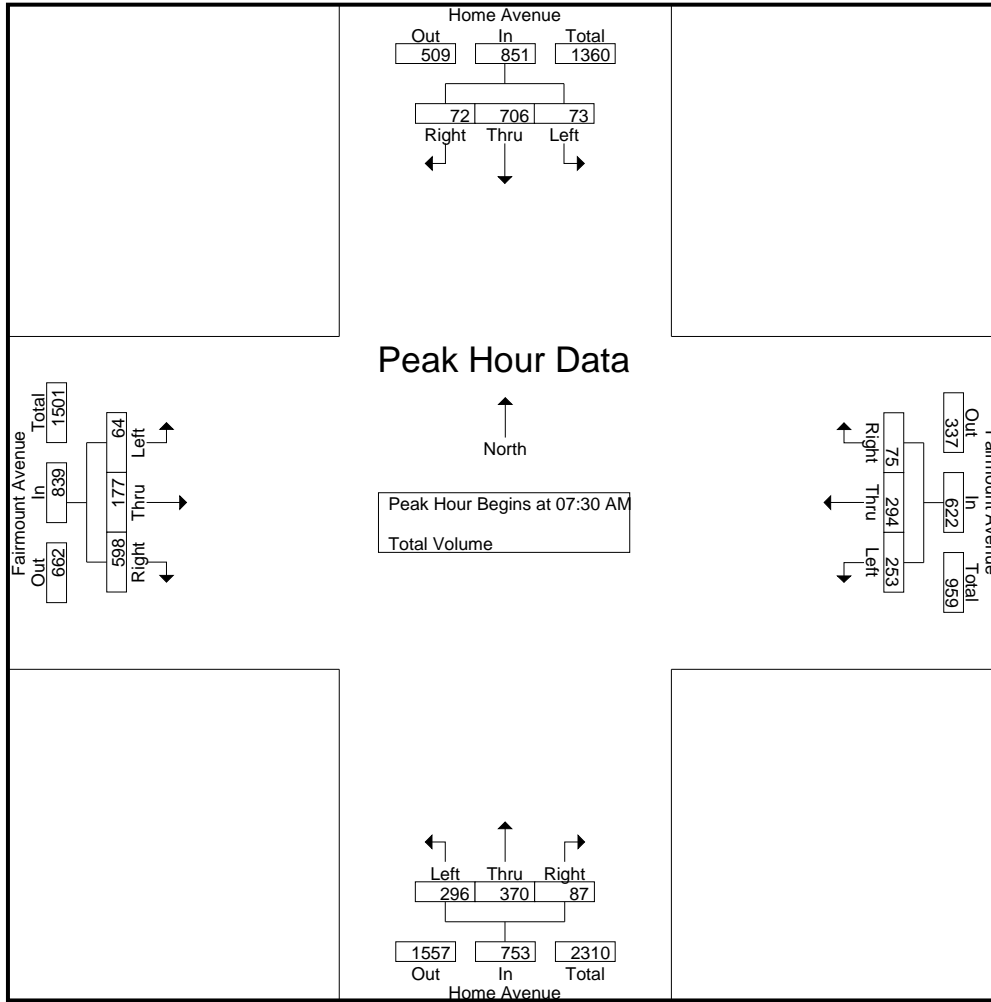 Home Avenue
Out In Total
509 851 1360
72 706 73
Right Thru Left
Peak Hour Data
North
Peak Hour Begins at 07:30 AM
Total Volume
Fairmount Avenue
Total In Out
1501 839 662
64 177 598
Left Thru Right
Fairmount Avenue
Out In Total
337 622 959
75 294 253
Right Thru Left
Left Thru Right
296 370 87
1557 753 2310
Out In Total
Home Avenue